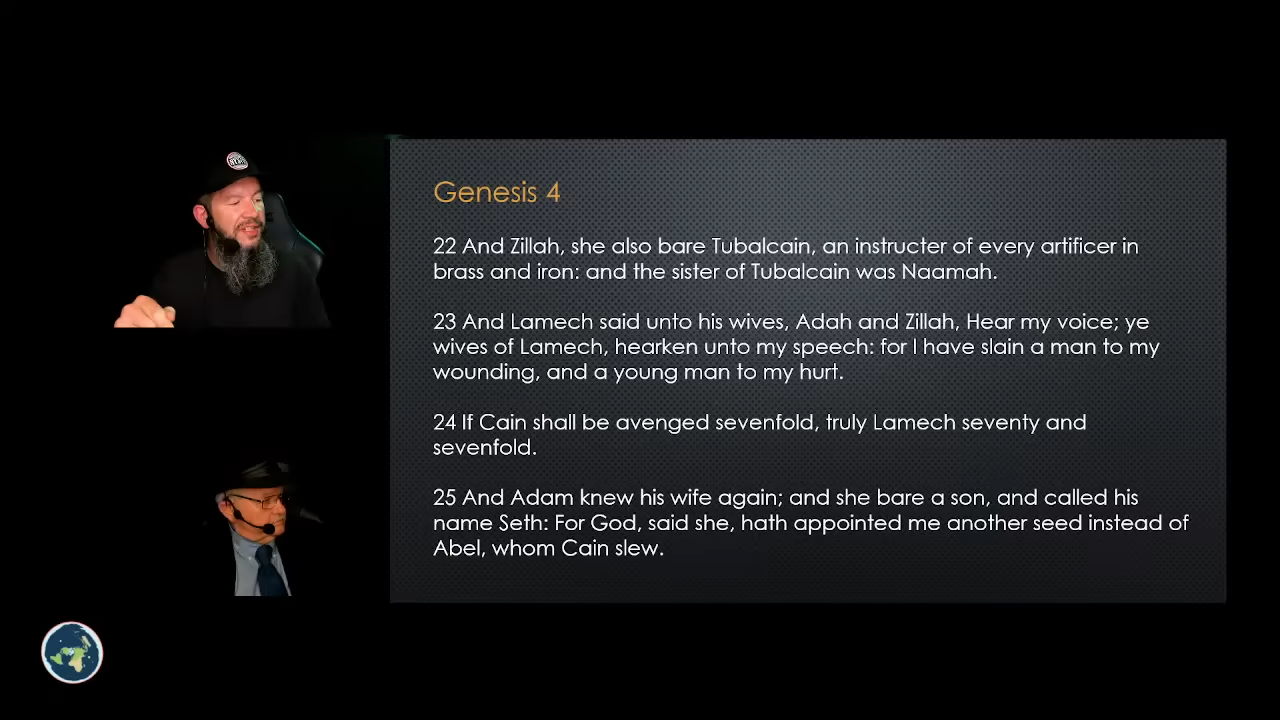 Genesis 4
22 And Zillah, she also bare Tubalcain, an instructer of every artificer in
brass and iron: and the sister of Tubalcain was Naamah.
23 And Lamech said unto his wives, Adah and Zillah, Hear my voice; ye
wives of Lamech, hearken unto my speech: for I have slain a man to my
wounding, and a young man to my hurt.
24 If Cain shall be avenged sevenfold, truly Lamech seventy and
sevenfold.
25 And Adam knew his wife again; and she bare a son, and called his
name Seth: For God, said she, hath appointed me another seed instead of
Abel, whom Cain slew.